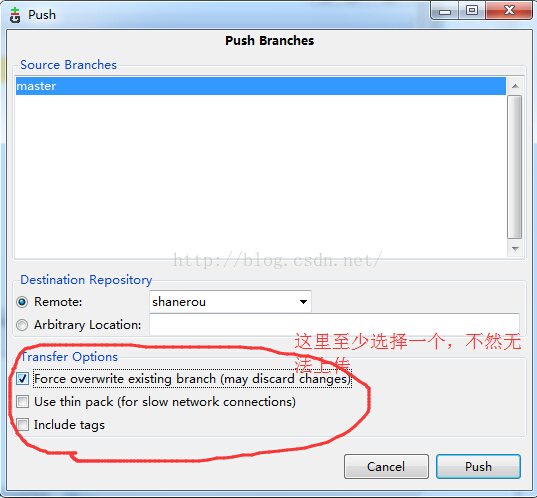 Push
Push Branches
Source Branches
master
http://blog.csdn.net/
Destination Repository
Remote:
shanerou
Arbitrary Location:
这里至少选择一个，不然无
法上传
Transfer Options
Force overwrite existing branch (may discard changes)
Use thin pack (for slow network connections)
Include tags
Cancel
Push